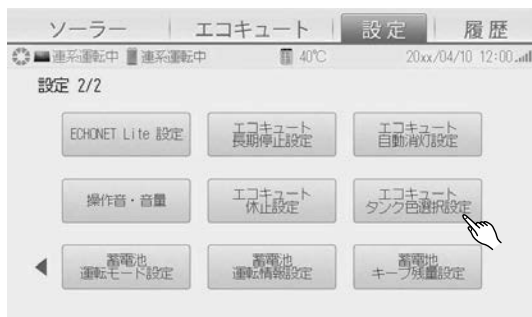 ソーラー エコキュート 設定 履歴
連系運転中 連系運転中 40℃ 20xx/04/10 12:00
設定 2/2
ECHONET Lite 設定
エコキュート
長期停止設定
エコキュート
自動消灯設定
操作音・音量
エコキュート
休止設定
エコキュート
タンク色選択設定
蓄電池
運転モード設定
蓄電池
運転情報設定
蓄電地
キープ残量設定